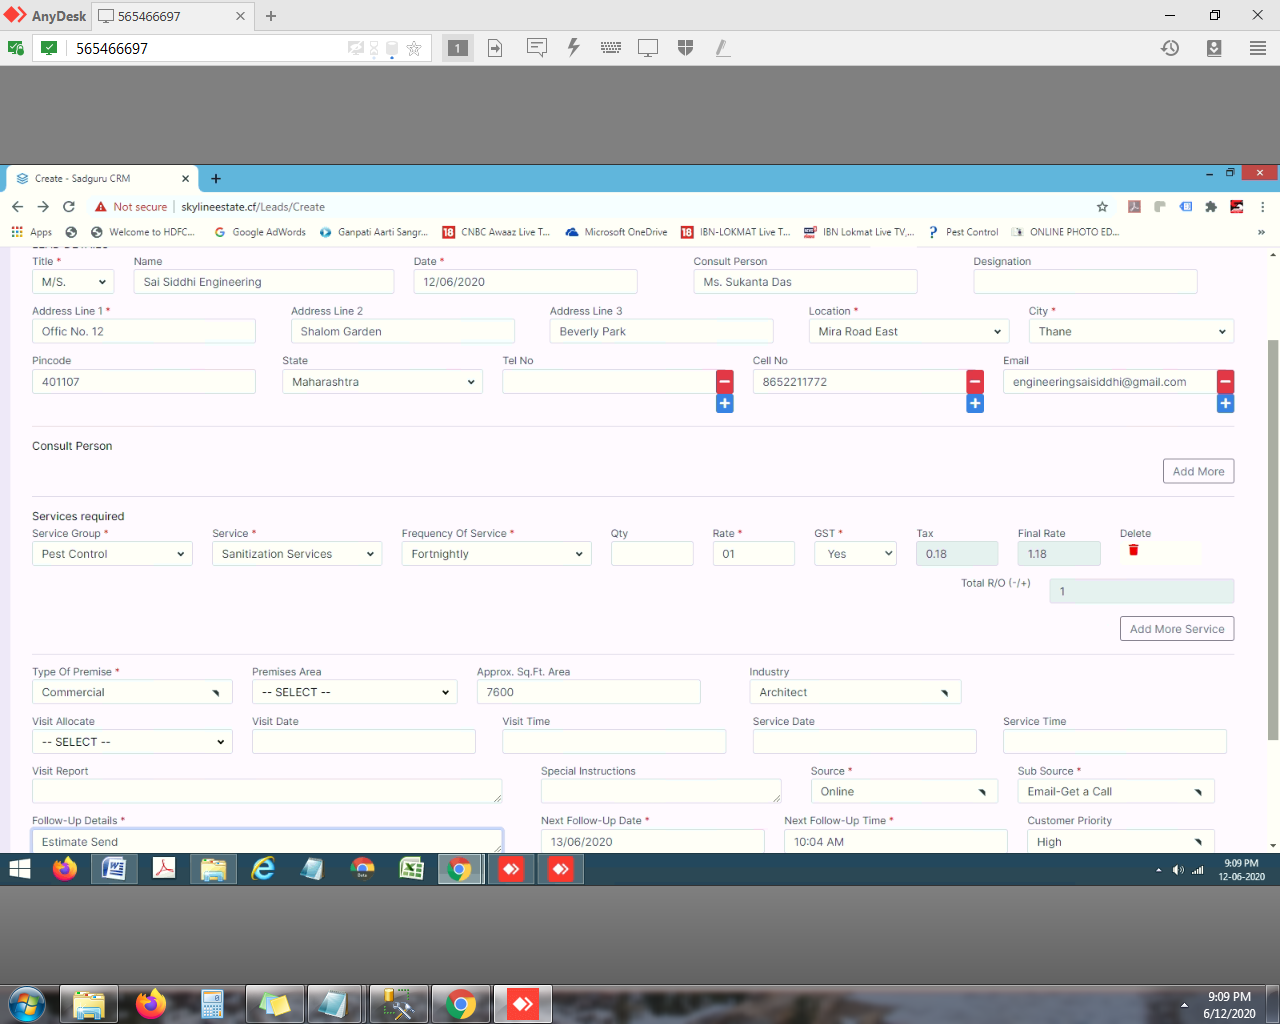 AnyDesk 565466697
565466697 1
Create - Sadguru CRM
Not secure skylineestate.cf/Leads/Create
Apps Welcome to HDFC... Google AdWords Ganpati Aarti Sangr... 18 CNBC Awaaz Live T... Microsoft OneDrive 18 IBN-LOKMAT Live T... IBN Lokmat Live TV,... Pest Control ONLINE PHOTO ED... »
Title * Name Date * Consult Person Designation
M/S. Sai Siddhi Engineering 12/06/2020 Ms. Sukanta Das
Address Line 1 * Address Line 2 Address Line 3 Location * City *
Offic No. 12 Shalom Garden Beverly Park Mira Road East Thane
Pincode State Tel No Cell No Email
401107 Maharashtra 8652211772 engineeringsaisiddhi@gmail.com
Consult Person
Add More
Services required
Service Group * Service * Frequency Of Service * Qty Rate * GST * Tax Final Rate Delete
Pest Control Sanitization Services Fortnightly 01 Yes 0.18 1.18
Total R/O (-/+) 1
Add More Service
Type Of Premise * Premises Area Approx. Sq.Ft. Area Industry
Commercial -- SELECT -- 7600 Architect
Visit Allocate Visit Date Visit Time Service Date Service Time
-- SELECT --
Visit Report Special Instructions Source * Sub Source *
Online Email-Get a Call
Follow-Up Details * Next Follow-Up Date * Next Follow-Up Time * Customer Priority
Estimate Send 13/06/2020 10:04 AM High
9:09 PM
12-06-2020
9:09 PM
6/12/2020